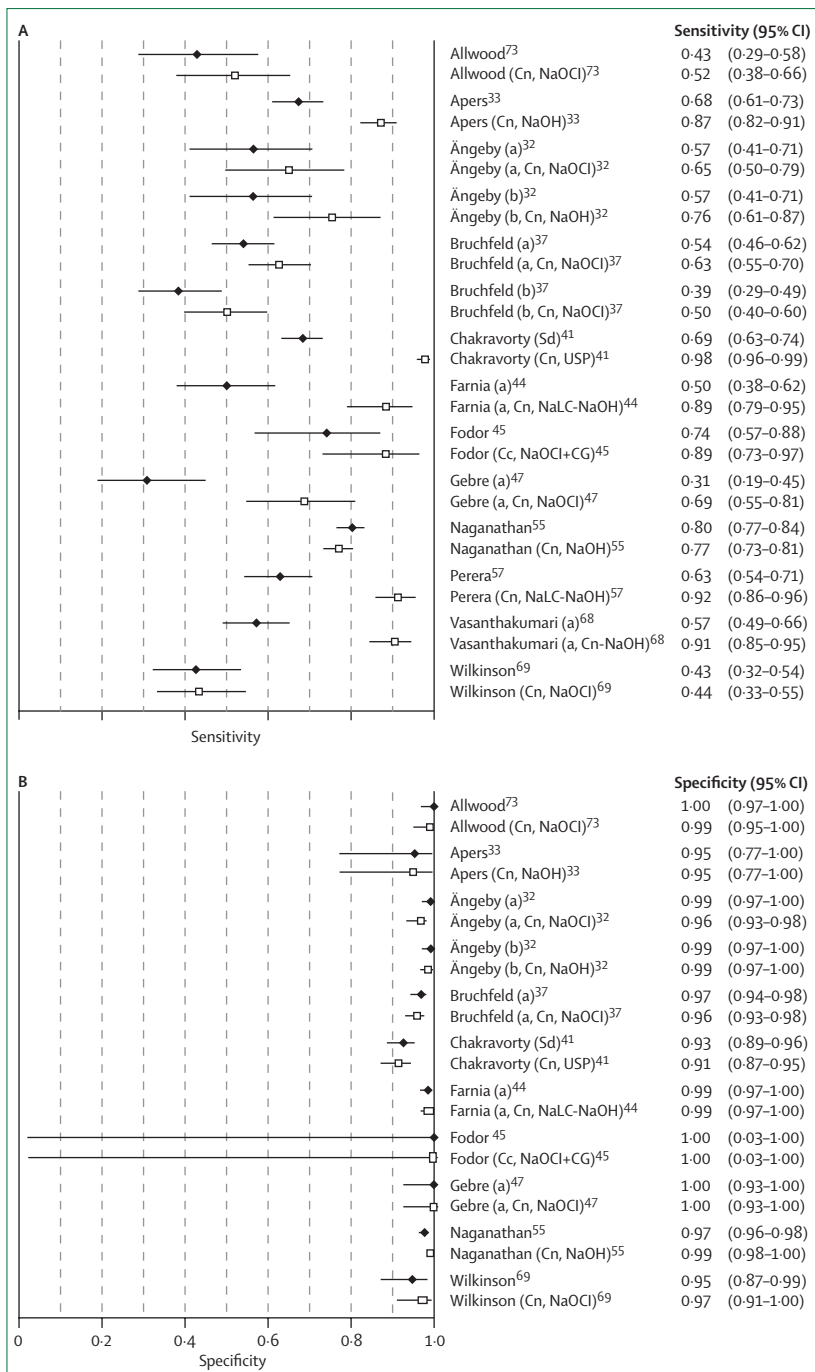 A
Sensitivity (95% CI)
Allwood73 0·43 (0·29–0·58)
Allwood (Cn, NaOCl)73 0·52 (0·38–0·66)
Apers33 0·68 (0·61–0·73)
Apers (Cn, NaOH)33 0·87 (0·82–0·91)
Ängeby (a)32 0·57 (0·41–0·71)
Ängeby (a, Cn, NaOCl)32 0·65 (0·50–0·79)
Ängeby (b)32 0·57 (0·41–0·71)
Ängeby (b, Cn, NaOH)32 0·76 (0·61–0·87)
Bruchfeld (a)37 0·54 (0·46–0·62)
Bruchfeld (a, Cn, NaOCl)37 0·63 (0·55–0·70)
Bruchfeld (b)37 0·39 (0·29–0·49)
Bruchfeld (b, Cn, NaOCl)37 0·50 (0·40–0·60)
Chakravorty (Sd)41 0·69 (0·63–0·74)
Chakravorty (Cn, USP)41 0·98 (0·96–0·99)
Farnia (a)44 0·50 (0·38–0·62)
Farnia (a, Cn, NaLC-NaOH)44 0·89 (0·79–0·95)
Fodor 45 0·74 (0·57–0·88)
Fodor (Cc, NaOCl+CG)45 0·89 (0·73–0·97)
Gebre (a)47 0·31 (0·19–0·45)
Gebre (a, Cn, NaOCl)47 0·69 (0·55–0·81)
Naganathan55 0·80 (0·77–0·84)
Naganathan (Cn, NaOH)55 0·77 (0·73–0·81)
Perera57 0·63 (0·54–0·71)
Perera (Cn, NaLC-NaOH)57 0·92 (0·86–0·96)
Vasanthakumari (a)68 0·57 (0·49–0·66)
Vasanthakumari (a, Cn-NaOH)68 0·91 (0·85–0·95)
Wilkinson69 0·43 (0·32–0·54)
Wilkinson (Cn, NaOCl)69 0·44 (0·33–0·55)
0 0·2 0·4 0·6 0·8 1·0
Sensitivity
B
Specificity (95% CI)
Allwood73 1·00 (0·97–1·00)
Allwood (Cn, NaOCl)73 0·99 (0·95–1·00)
Apers33 0·95 (0·77–1·00)
Apers (Cn, NaOH)33 0·95 (0·77–1·00)
Ängeby (a)32 0·99 (0·97–1·00)
Ängeby (a, Cn, NaOCl)32 0·96 (0·93–0·98)
Ängeby (b)32 0·99 (0·97–1·00)
Ängeby (b, Cn, NaOH)32 0·99 (0·97–1·00)
Bruchfeld (a)37 0·97 (0·94–0·98)
Bruchfeld (a, Cn, NaOCl)37 0·96 (0·93–0·98)
Chakravorty (Sd)41 0·93 (0·89–0·96)
Chakravorty (Cn, USP)41 0·91 (0·87–0·95)
Farnia (a)44 0·99 (0·97–1·00)
Farnia (a, Cn, NaLC-NaOH)44 0·99 (0·97–1·00)
Fodor 45 1·00 (0·03–1·00)
Fodor (Cc, NaOCl+CG)45 1·00 (0·03–1·00)
Gebre (a)47 1·00 (0·93–1·00)
Gebre (a, Cn, NaOCl)47 1·00 (0·93–1·00)
Naganathan55 0·97 (0·96–0·98)
Naganathan (Cn, NaOH)55 0·99 (0·98–1·00)
Wilkinson69 0·95 (0·87–0·99)
Wilkinson (Cn, NaOCl)69 0·97 (0·91–1·00)
0 0·2 0·4 0·6 0·8 1·0
Specificity